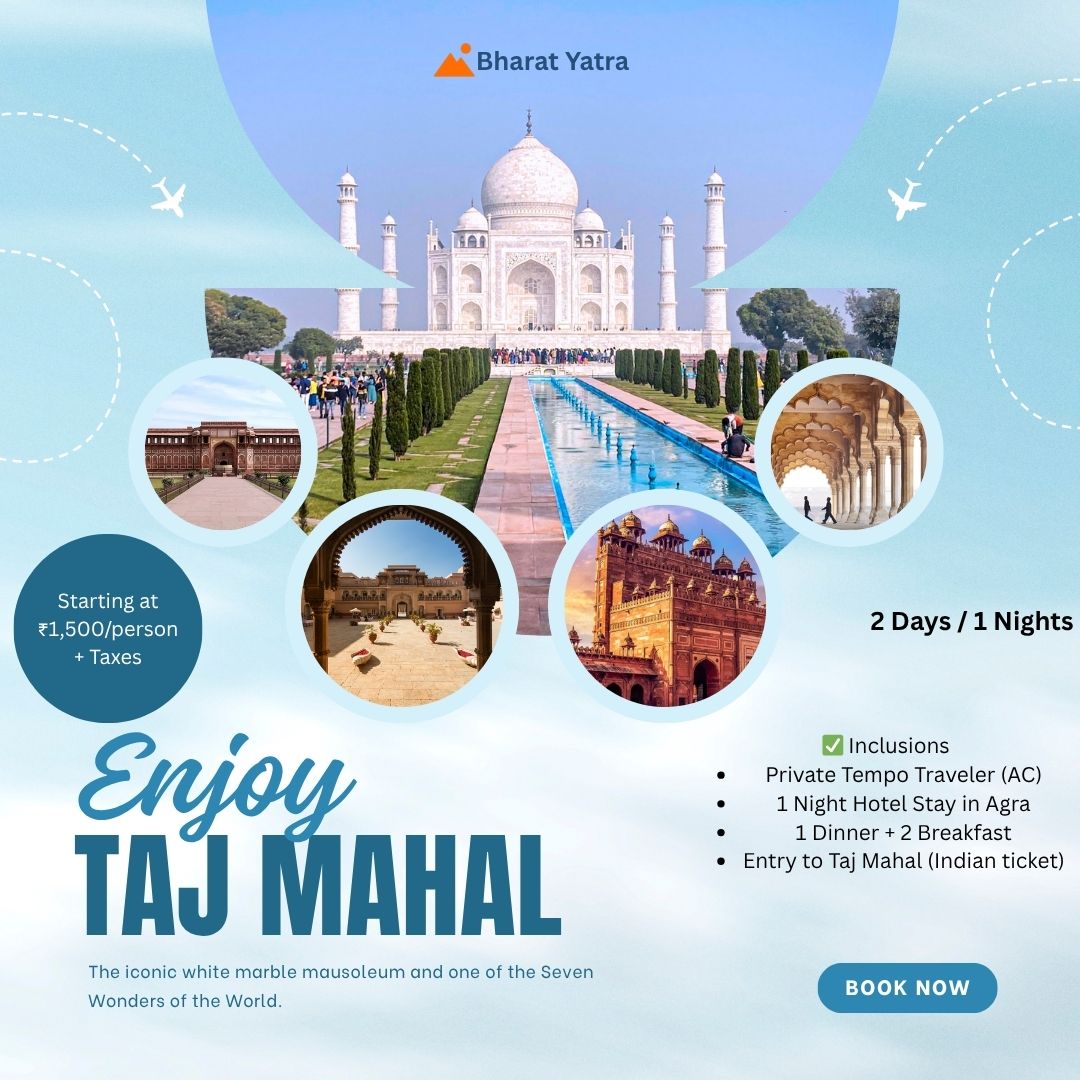 Bharat Yatra
Starting at
₹1,500/person
+ Taxes
2 Days / 1 Nights
Enjoy
TAJ MAHAL
The iconic white marble mausoleum and one of the Seven
Wonders of the World.
✅ Inclusions
• Private Tempo Traveler (AC)
• 1 Night Hotel Stay in Agra
• 1 Dinner + 2 Breakfast
• Entry to Taj Mahal (Indian ticket)
BOOK NOW